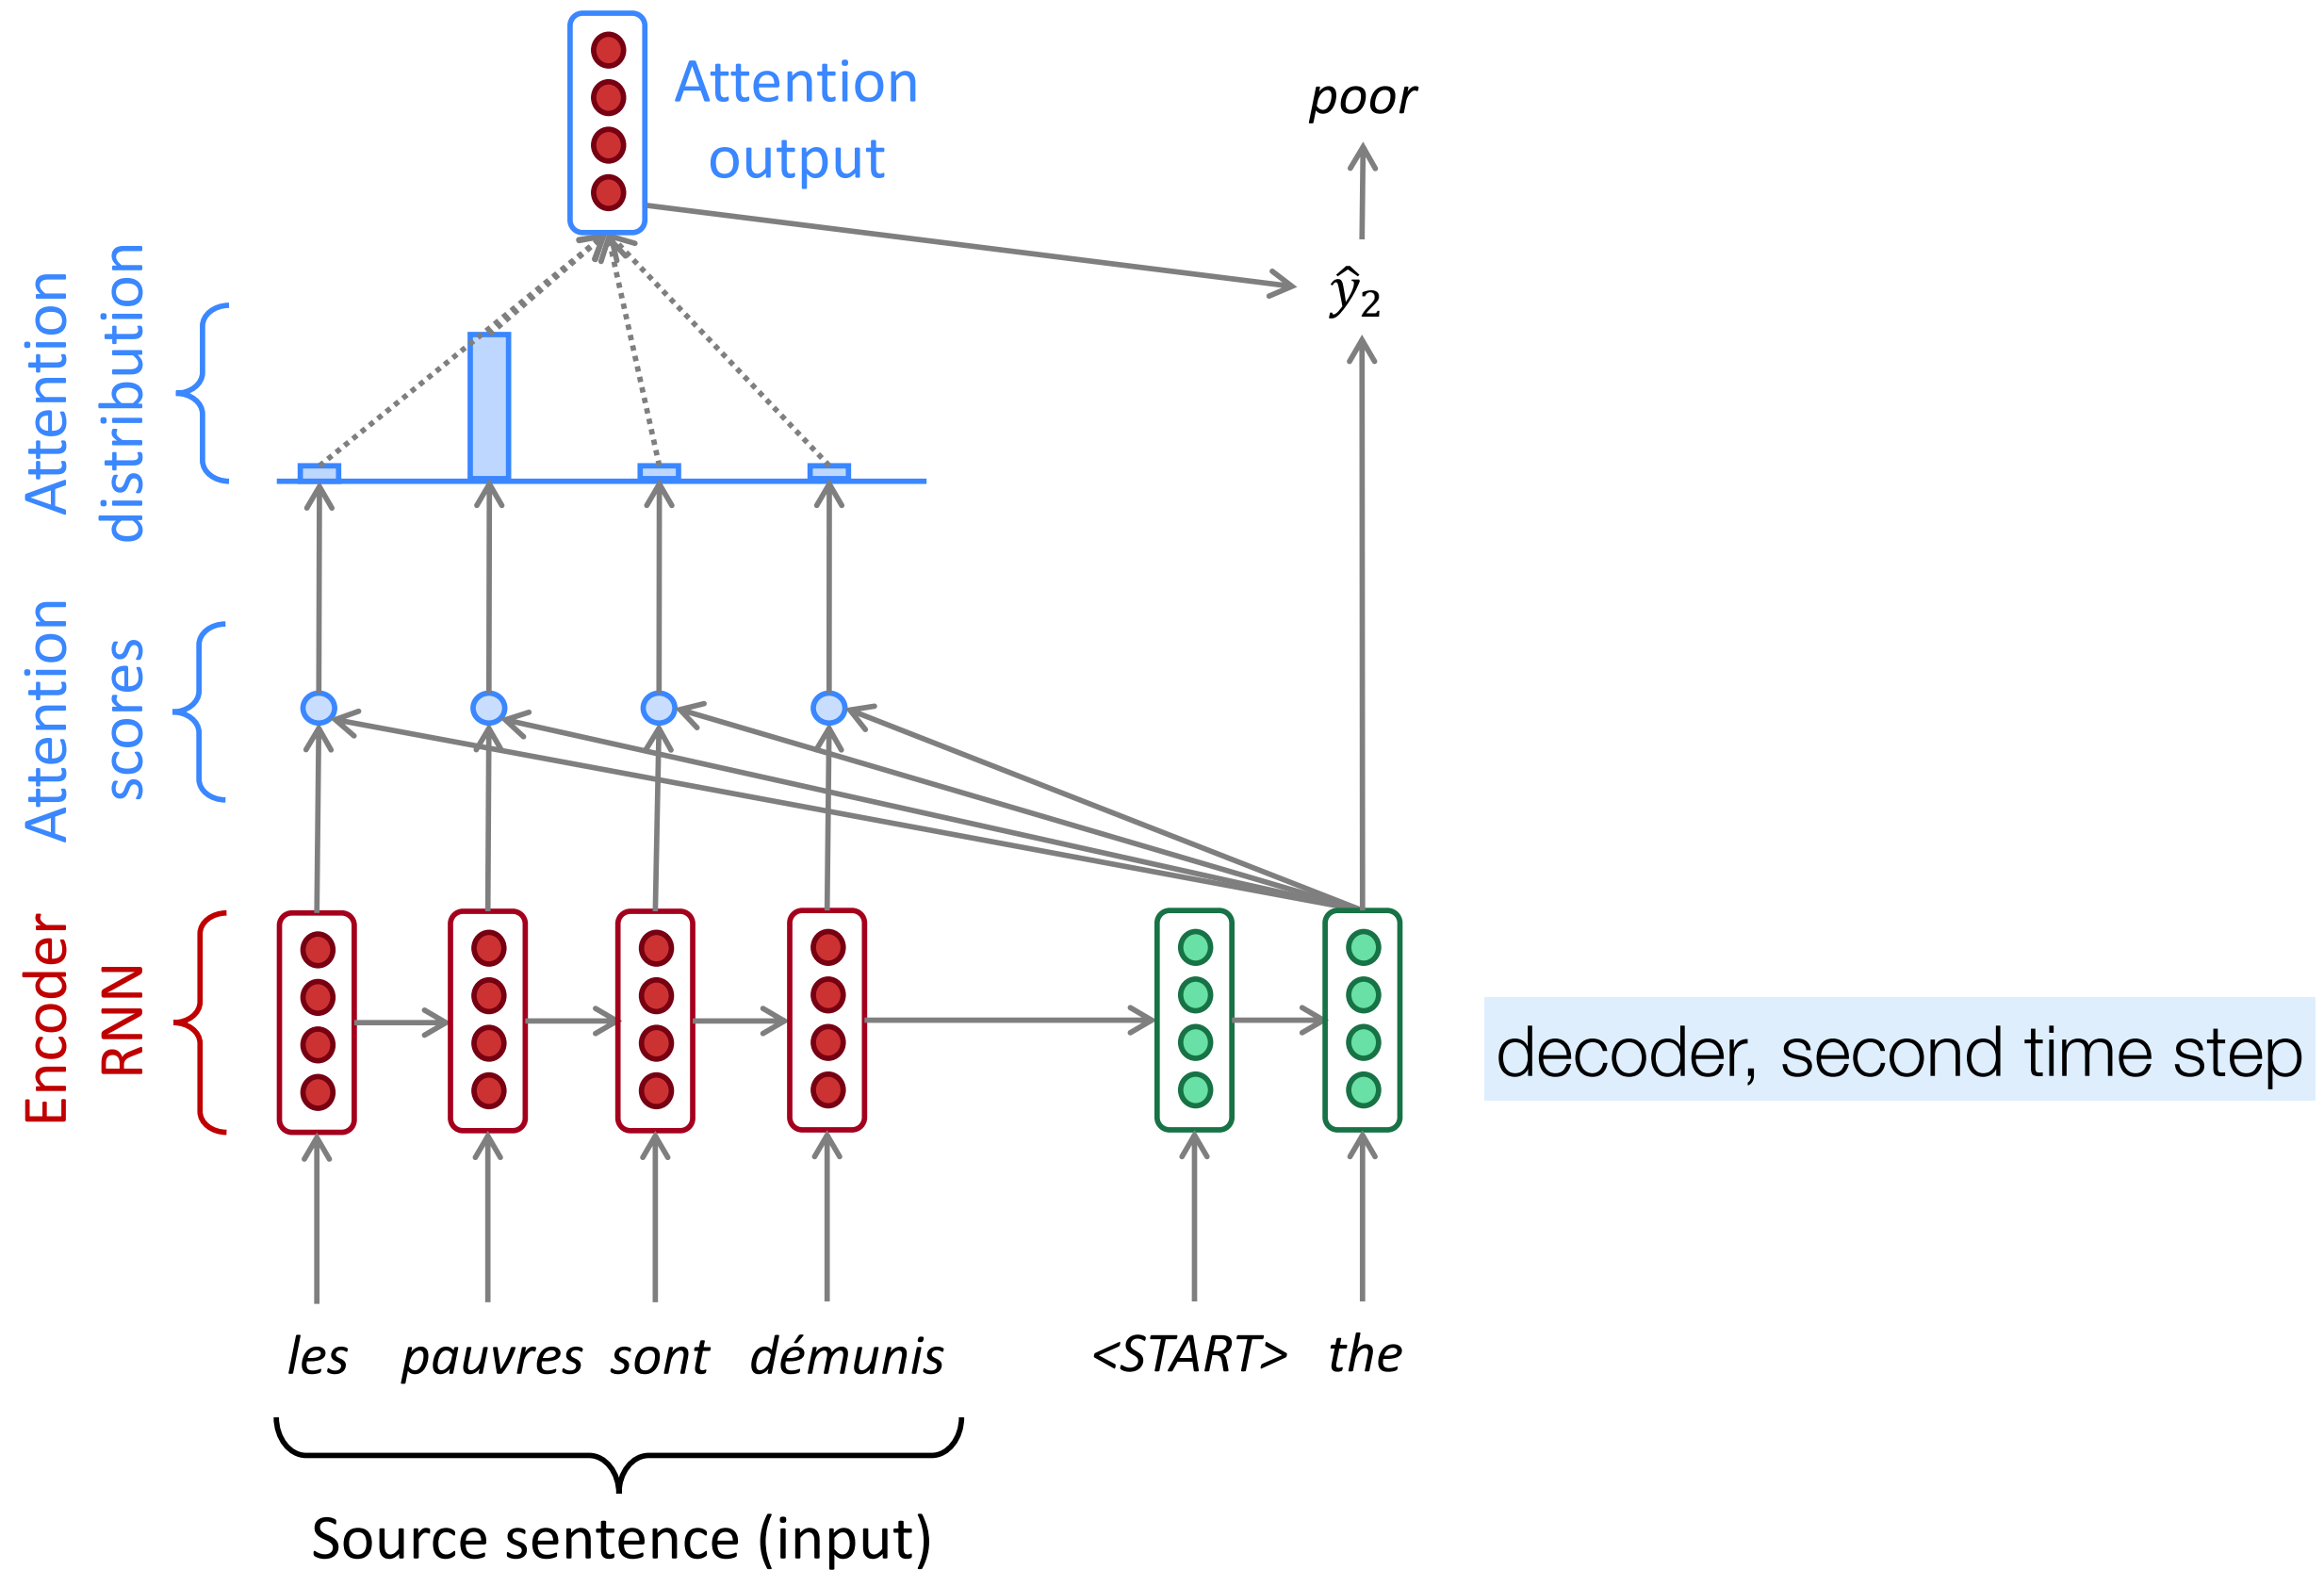 Attention
output
poor
ŷ₂
Attention
distribution
Attention
scores
Encoder
RNN
decoder, second time step
les pauvres sont démunis <START> the
Source sentence (input)